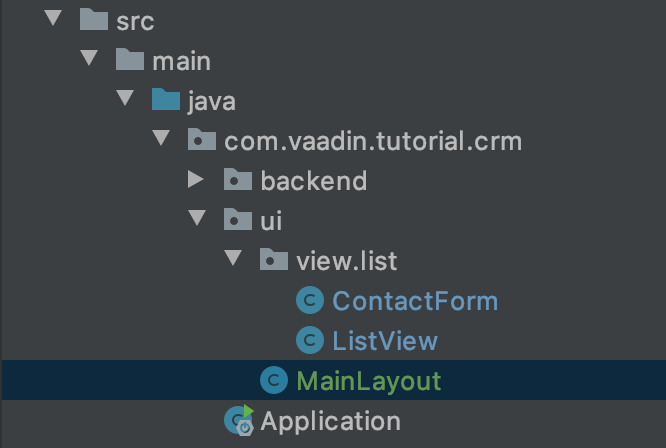 src
main
java
com.vaadin.tutorial.crm
backend
ui
view.list
C ContactForm
C ListView
C MainLayout
C Application